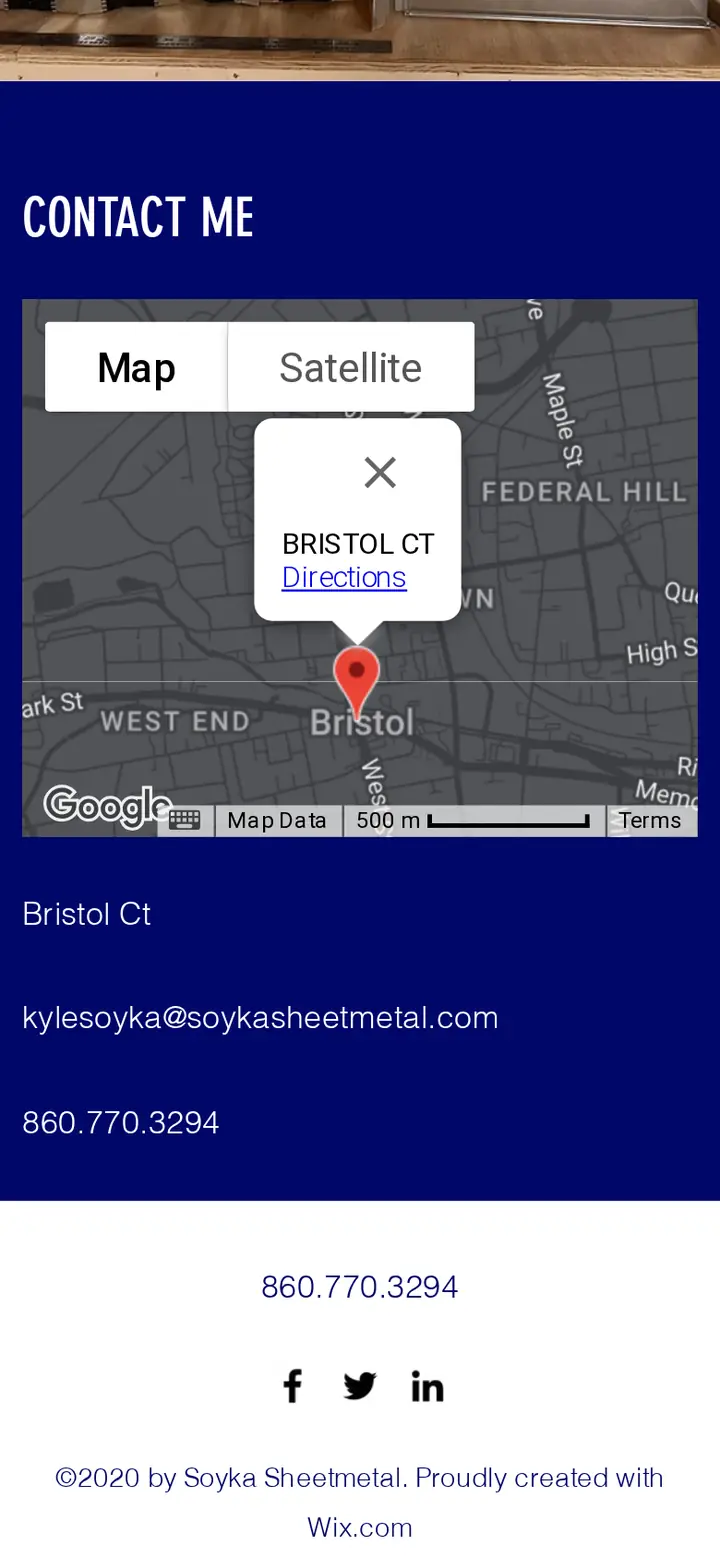 CONTACT ME
Map
Satellite
Maple St
FEDERAL HILL
BRISTOL CT
Directions
High S
ark St
WEST END
Bristol
West
Google
Map Data
500 m
Terms
Bristol Ct
kylesoyka@soykasheetmetal.com
860.770.3294
860.770.3294
©2020 by Soyka Sheetmetal. Proudly created with
Wix.com